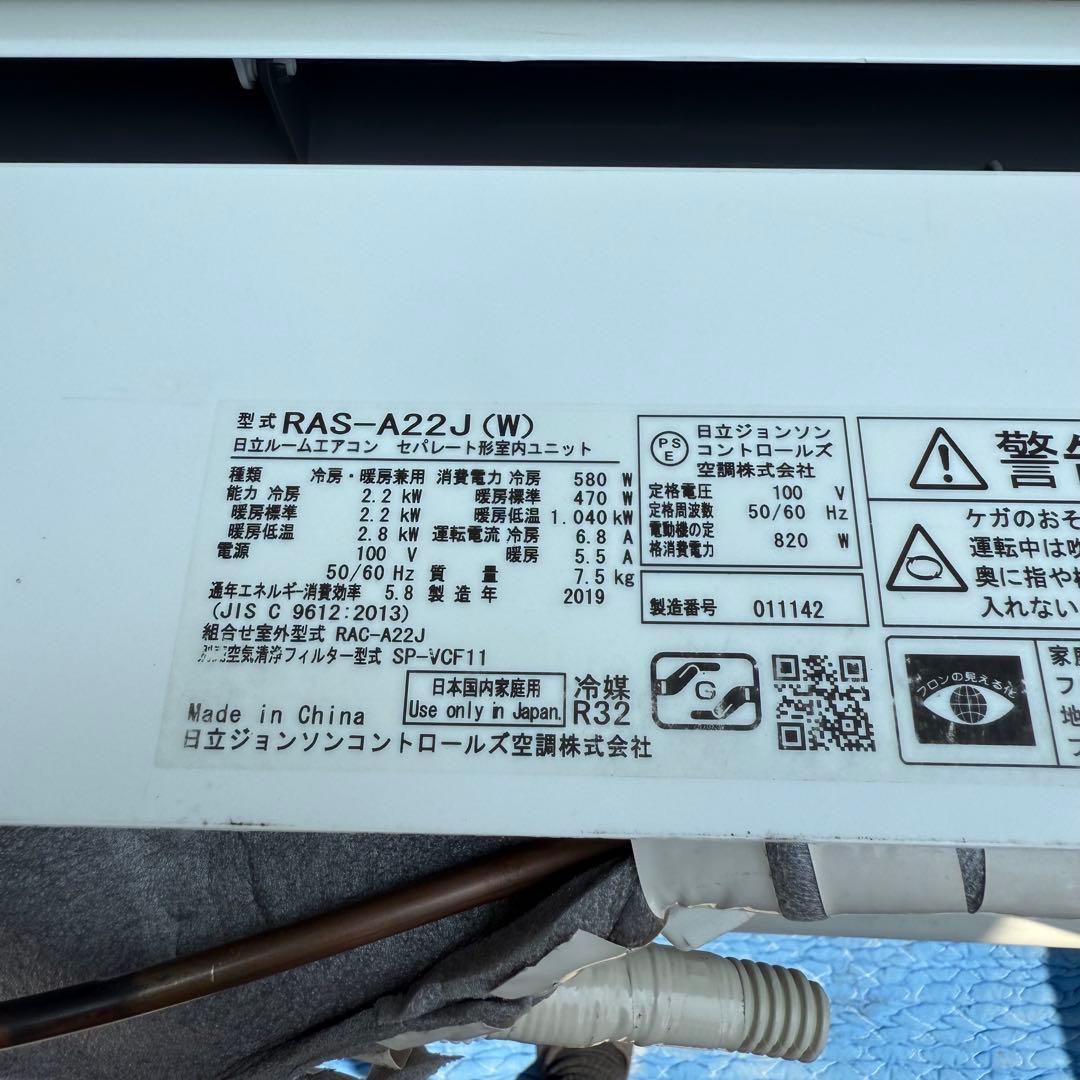 型式 RAS-A22J(W)
日立ルームエアコン セパレート形室内ユニット
種類 冷房・暖房兼用
能力 冷房 2.2 kW
暖房標準 2.2 kW
暖房低温 2.8 kW
電源 100 V
50/60 Hz
通年エネルギー消費効率 5.8
(JIS C 9612:2013)
組合せ室外型式 RAC-A22J
空気清浄フィルター型式 SP-VCF11
消費電力 冷房 580 W
暖房標準 470 W
暖房低温 1.040 kW
運転電流 冷房 6.8 A
暖房 5.5 A
質量 7.5 kg
製造年 2019
日本国内家庭用
Use only in Japan.
冷媒
R32
Made in China
日立ジョンソンコントロールズ空調株式会社
PS
E
日立ジョンソン
コントロールズ
空調株式会社
定格電圧 100 V
定格周波数 50/60 Hz
電動機の定
格消費電力 820 W
製造番号 011142
G
警告
ケガのおそ
運転中は吹
奥に指や
入れない
フロンの見える化
家庭
フ
地